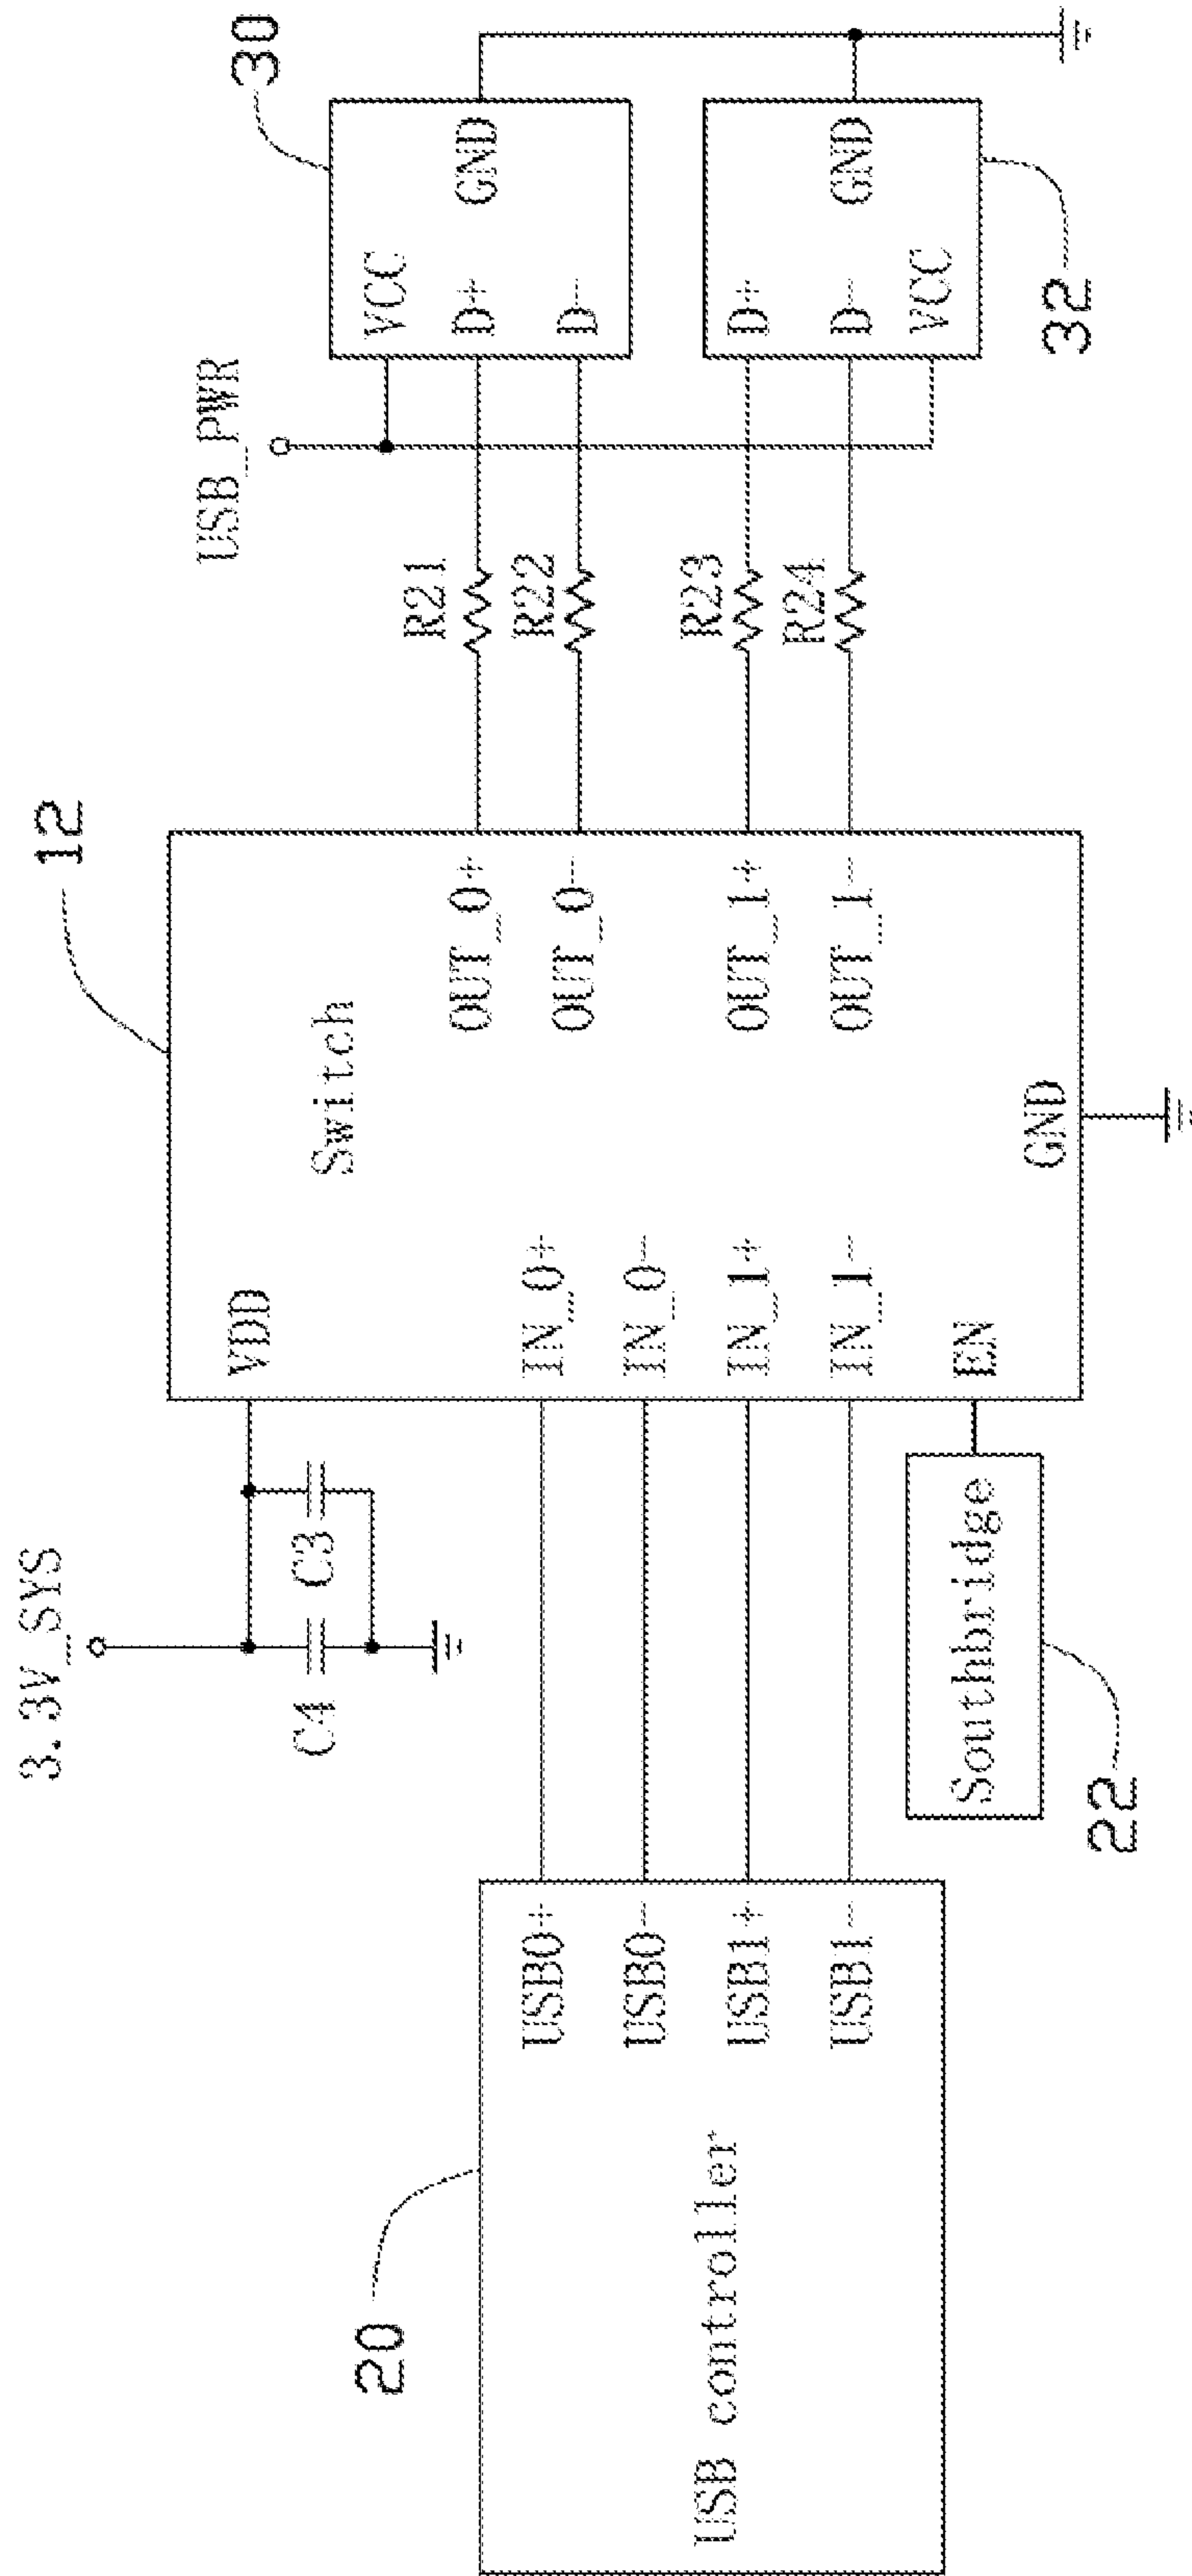 3.3V_SYS
C4
C3
12
USB_PWR
30
20
USB controller
USB0+
USB0-
USB1+
USB1-
22
Southbridge
VDD
Switch
IN_0+
IN_0-
IN_1+
IN_1-
EN
GND
OUT_0+
OUT_0-
OUT_1+
OUT_1-
R21
R22
R23
R24
VCC
D+
D-
GND
D+
D-
VCC
GND
32